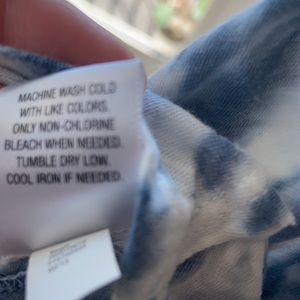 MACHINE WASH COLD
WITH LIKE COLORS.
ONLY NON-CHLORINE
BLEACH WHEN NEEDED.
TUMBLE DRY LOW.
COOL IRON IF NEEDED.